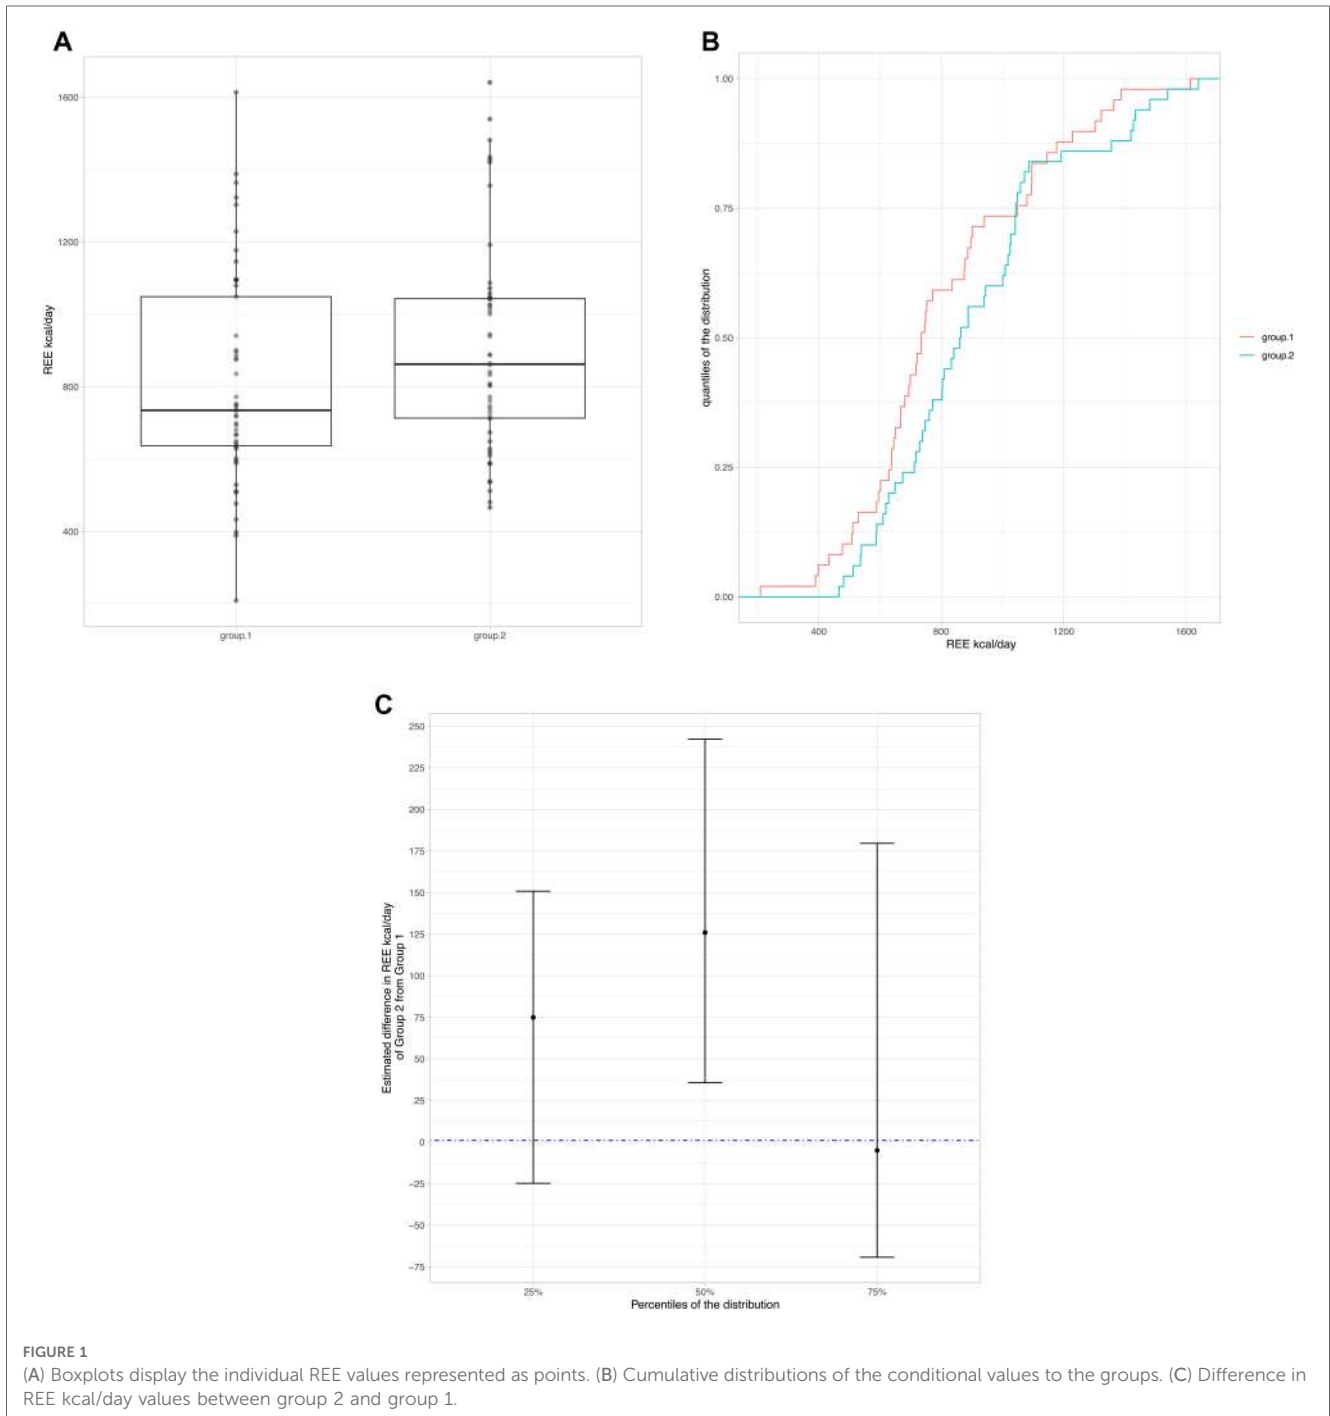 A
1600
1200
800
400
REE kcal/day
group.1
group.2
B
1.00
0.75
0.50
0.25
0.00
quantiles of the distribution
400
800
1200
1600
REE kcal/day
group.1
group.2
C
250
225
200
175
150
125
100
75
50
25
0
−25
−50
−75
Estimated difference in REE kcal/day
of Group 2 from Group 1
25%
50%
75%
Percentiles of the distribution
FIGURE 1
(A) Boxplots display the individual REE values represented as points. (B) Cumulative distributions of the conditional values to the groups. (C) Difference in
REE kcal/day values between group 2 and group 1.